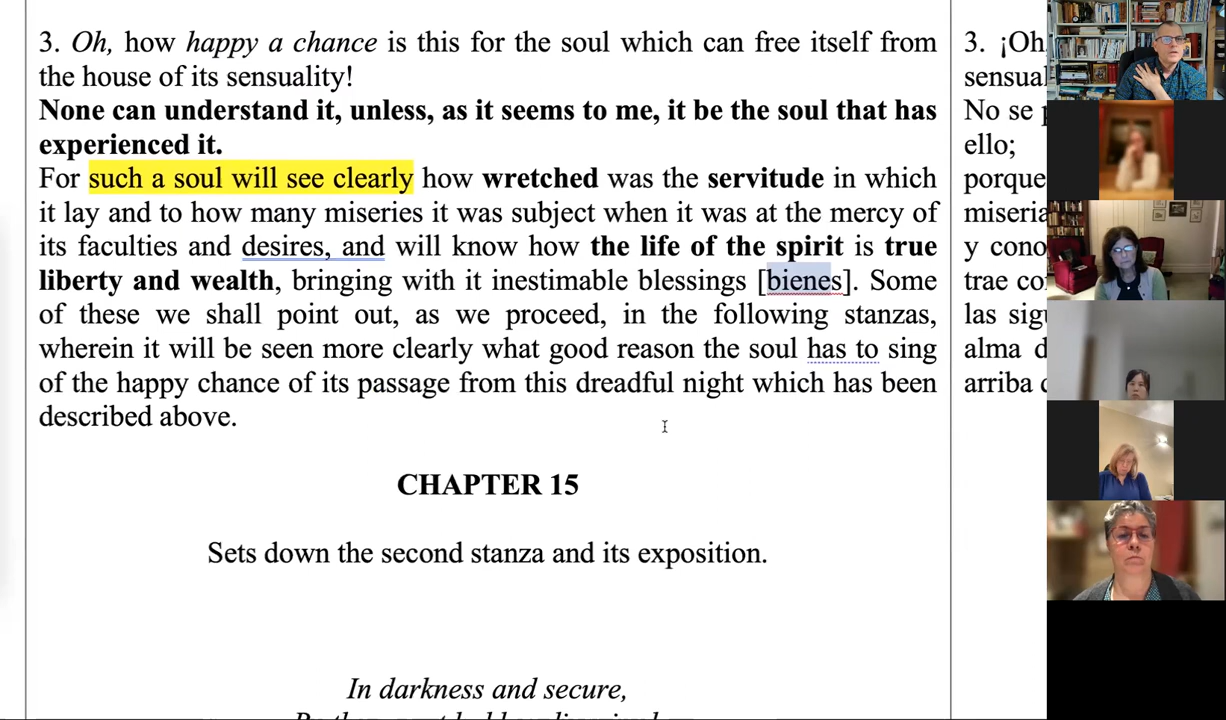 3. Oh, how happy a chance is this for the soul which can free itself from
the house of its sensuality!
None can understand it, unless, as it seems to me, it be the soul that has
experienced it.
For such a soul will see clearly how wretched was the servitude in which
it lay and to how many miseries it was subject when it was at the mercy of
its faculties and desires, and will know how the life of the spirit is true
liberty and wealth, bringing with it inestimable blessings [bienes]. Some
of these we shall point out, as we proceed, in the following stanzas,
wherein it will be seen more clearly what good reason the soul has to sing
of the happy chance of its passage from this dreadful night which has been
described above.
CHAPTER 15
Sets down the second stanza and its exposition.
In darkness and secure,
3. ¡Oh
sensual
No se
ello;
porque
miseria
y cono
trae co
las sigu
alma d
arriba